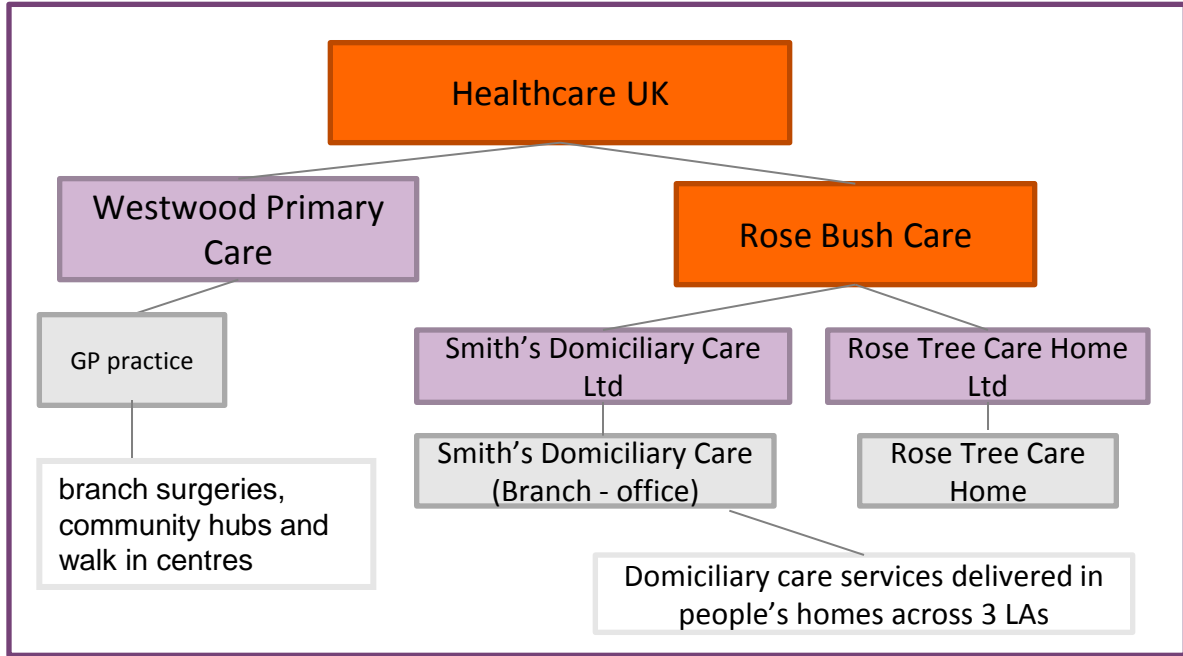 Healthcare UK
Westwood Primary
Care
Rose Bush Care
GP practice
Smith’s Domiciliary Care
Ltd
Rose Tree Care Home
Ltd
Smith’s Domiciliary Care
(Branch - office)
Rose Tree Care
Home
branch surgeries,
community hubs and
walk in centres
Domiciliary care services delivered in
people’s homes across 3 LAs